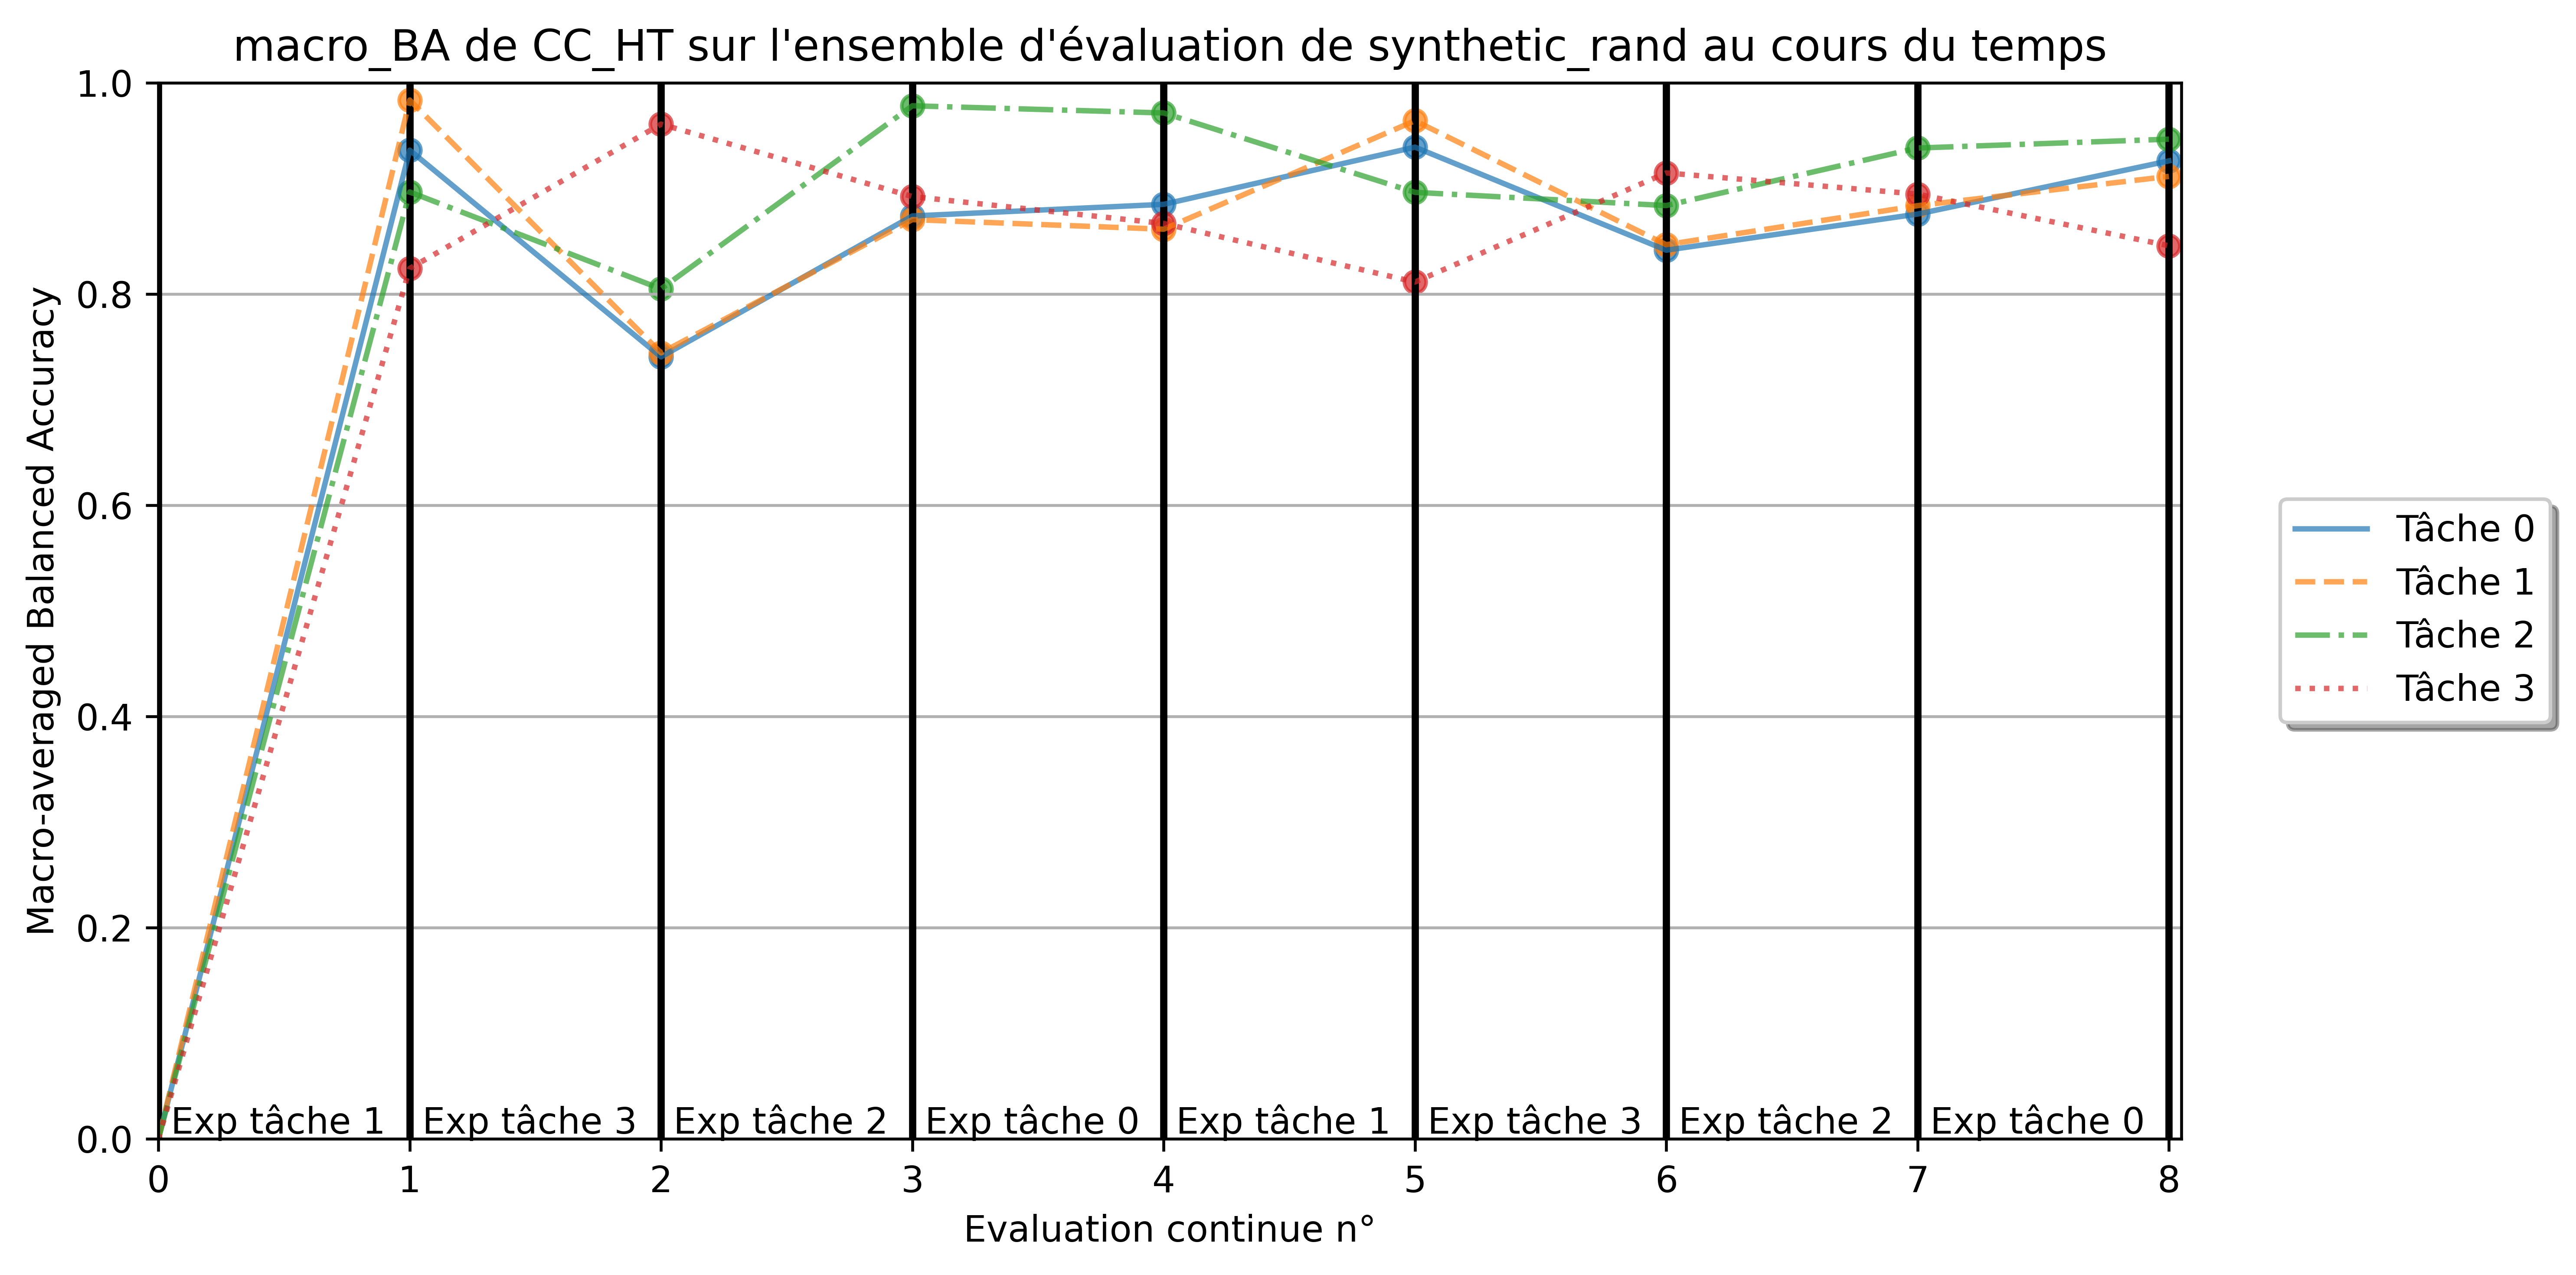 macro_BA de CC_HT sur l'ensemble d'évaluation de synthetic_rand au cours du temps
Macro-averaged Balanced Accuracy
1.0
0.8
0.6
0.4
0.2
0.0
Exp tâche 1
Exp tâche 3
Exp tâche 2
Exp tâche 0
Exp tâche 1
Exp tâche 3
Exp tâche 2
Exp tâche 0
0 1 2 3 4 5 6 7 8
Evaluation continue n°
Tâche 0
Tâche 1
Tâche 2
Tâche 3